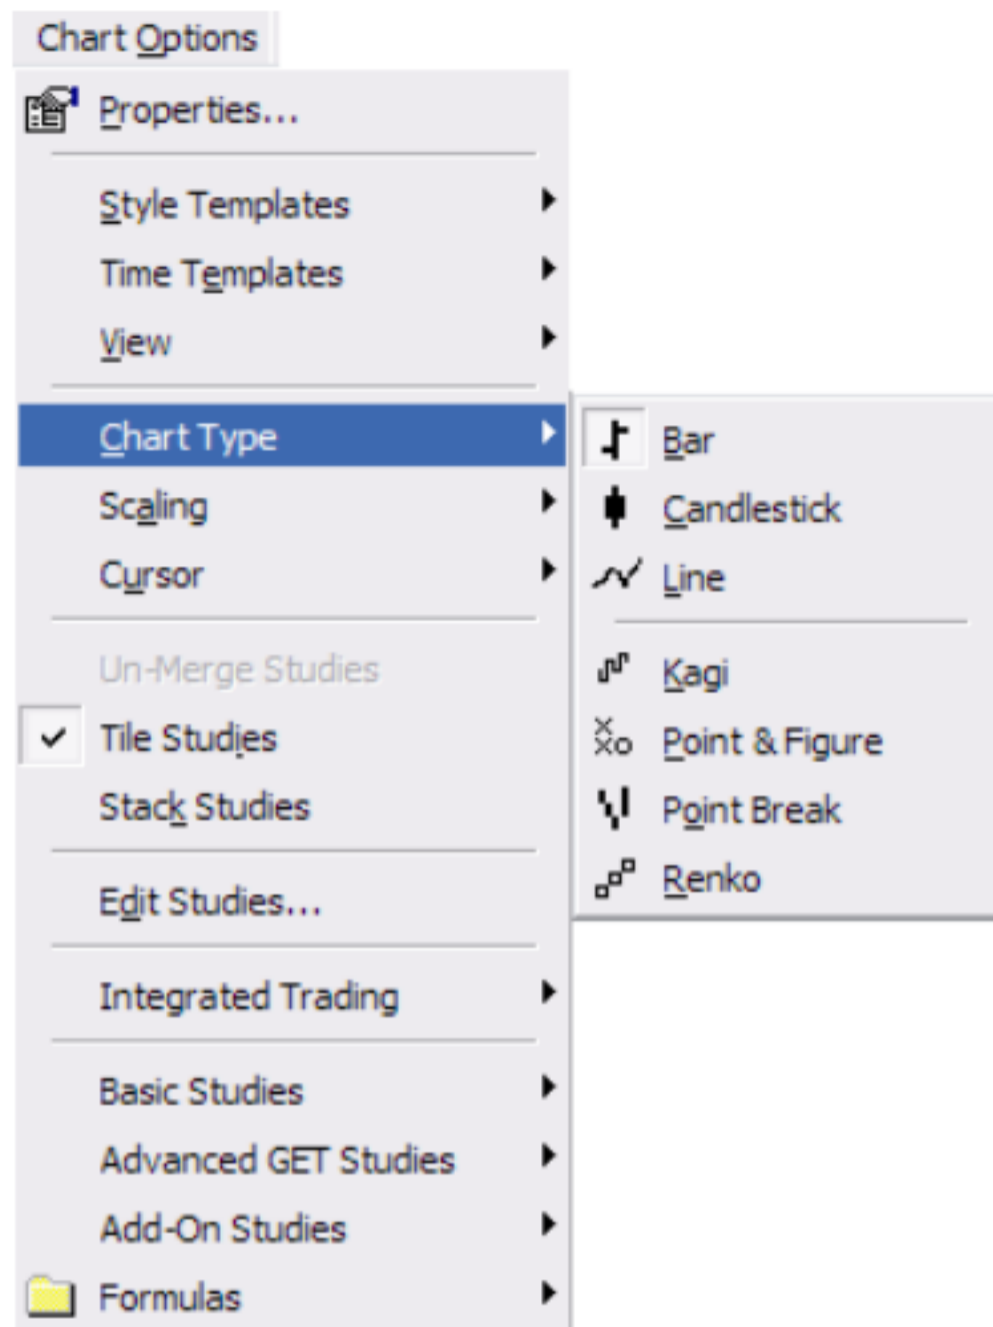 Chart Options
Properties...
Style Templates
Time Templates
View
Chart Type
Scaling
Cursor
Un-Merge Studies
Tile Studies
Stack Studies
Edit Studies...
Integrated Trading
Basic Studies
Advanced GET Studies
Add-On Studies
Formulas
Bar
Candlestick
Line
Kagi
Point & Figure
Point Break
Renko